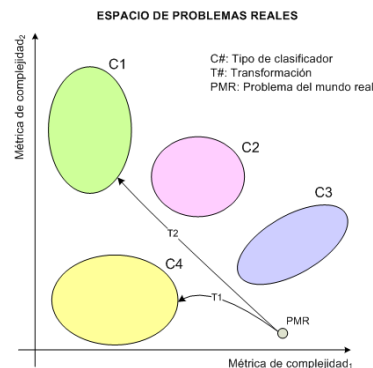 ESPACIO DE PROBLEMAS REALES
C#: Tipo de clasificador
T#: Transformación
PMR: Problema del mundo real
Métrica de complejidad₂
C1
C2
C3
T2
C4
T1
PMR
Métrica de complejidad₁